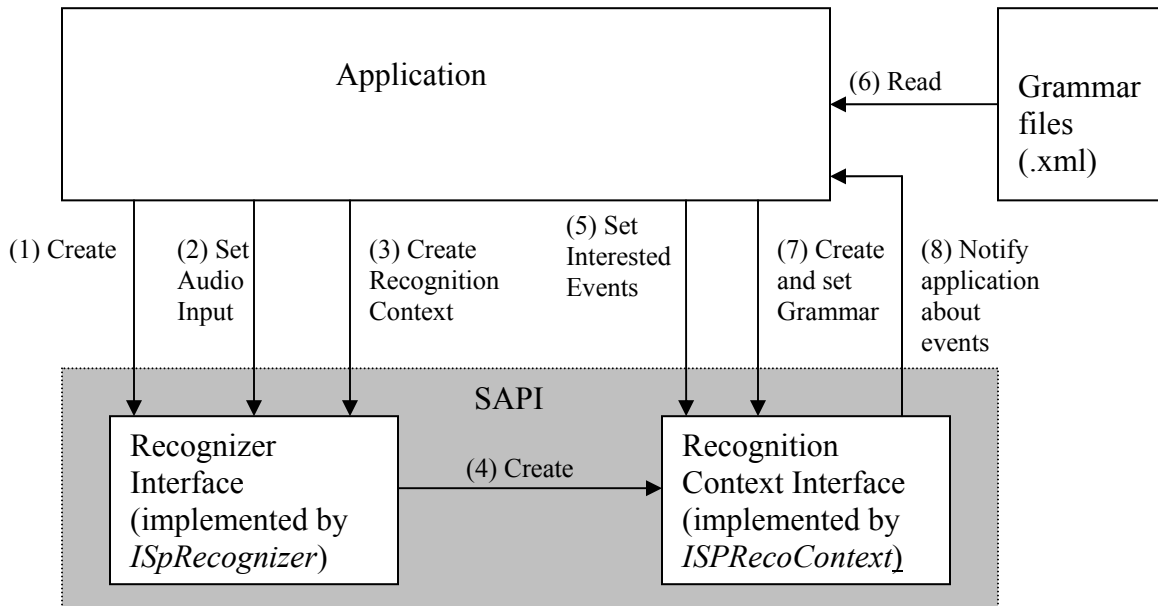 Application
(6) Read
Grammar
files
(.xml)
(1) Create
(2) Set
Audio
Input
(3) Create
Recognition
Context
(5) Set
Interested
Events
(7) Create
and set
Grammar
(8) Notify
application
about
events
SAPI
Recognizer
Interface
(implemented by
ISpRecognizer)
(4) Create
Recognition
Context Interface
(implemented by
ISPRecoContext)